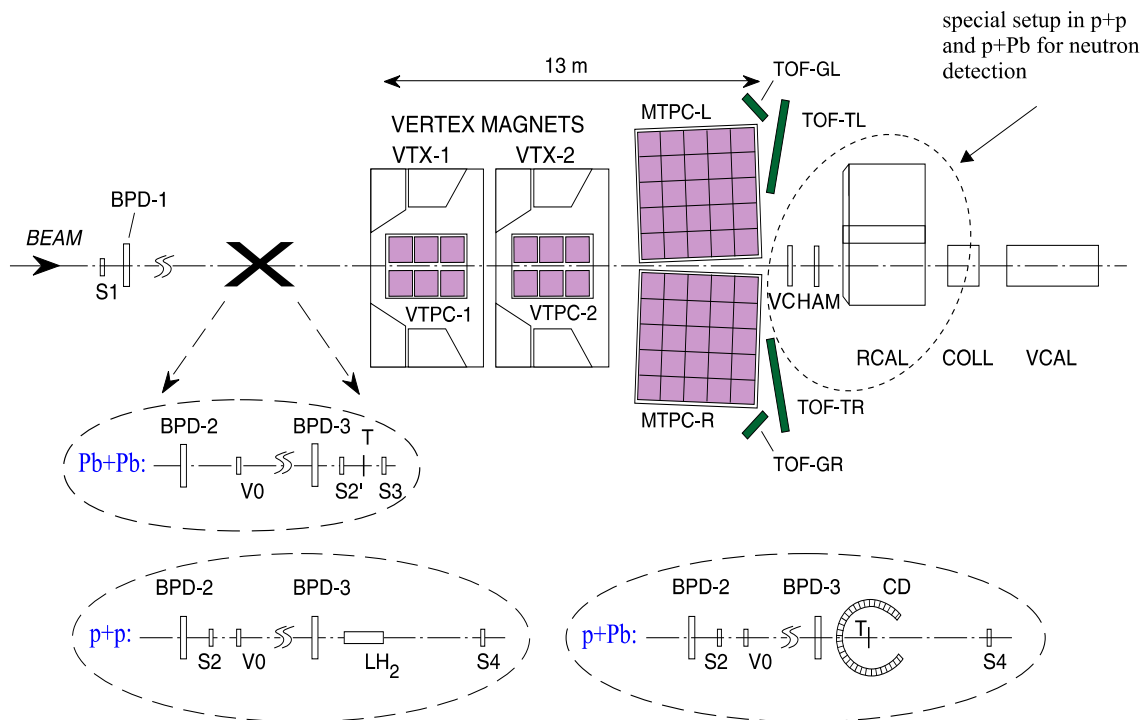 special setup in p+p
and p+Pb for neutron
detection
13 m
TOF-GL
MTPC-L
TOF-TL
VERTEX MAGNETS
VTX-1
VTX-2
BPD-1
BEAM
S1
VTPC-1
VTPC-2
VCHAM
RCAL
COLL
VCAL
MTPC-R
TOF-TR
TOF-GR
BPD-2
BPD-3
T
Pb+Pb:
V0
S2'
S3
BPD-2
BPD-3
p+p:
S2
V0
LH2
S4
BPD-2
BPD-3
CD
p+Pb:
T
S2
V0
S4